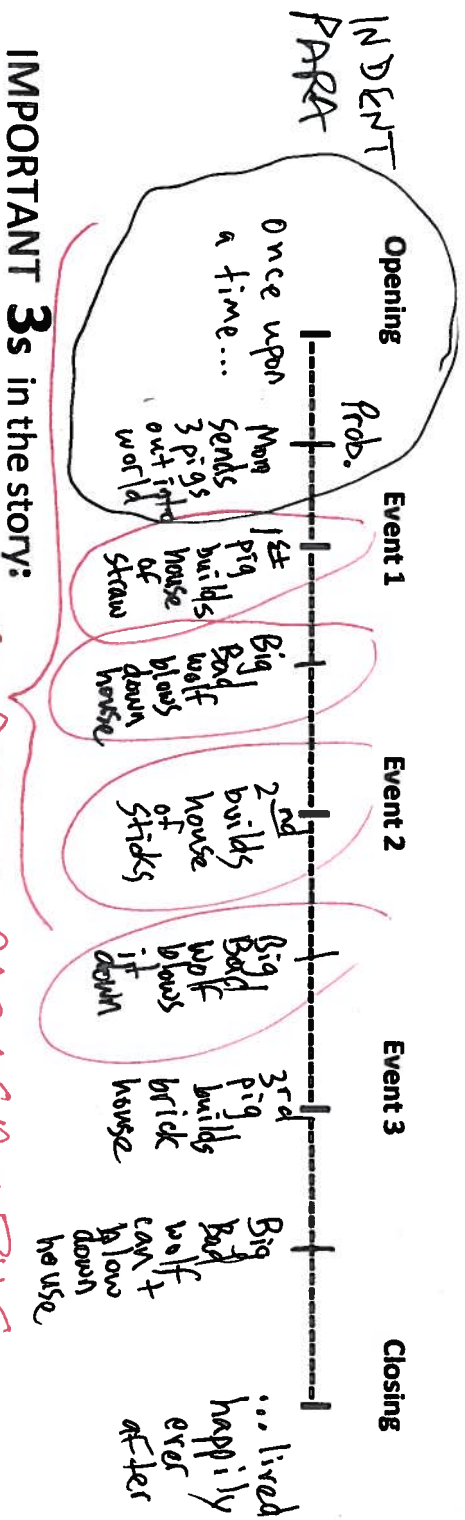 INDENT
PARA
Opening
Event 1
Event 2
Event 3
Closing
Prob.
once upon
a time...
Mom
sends
3 pigs
out into
world
1st
pig
builds
house
of
straw
Big
Bad
wolf
blows
down
house
2nd
builds
house
of
sticks
Big
Bad
wolf
blows
it
down
3rd
pig
builds
brick
house
Big
Bad
wolf
can't
blow
down
house
...lived
happily
ever
after
IMPORTANT 3s in the story: